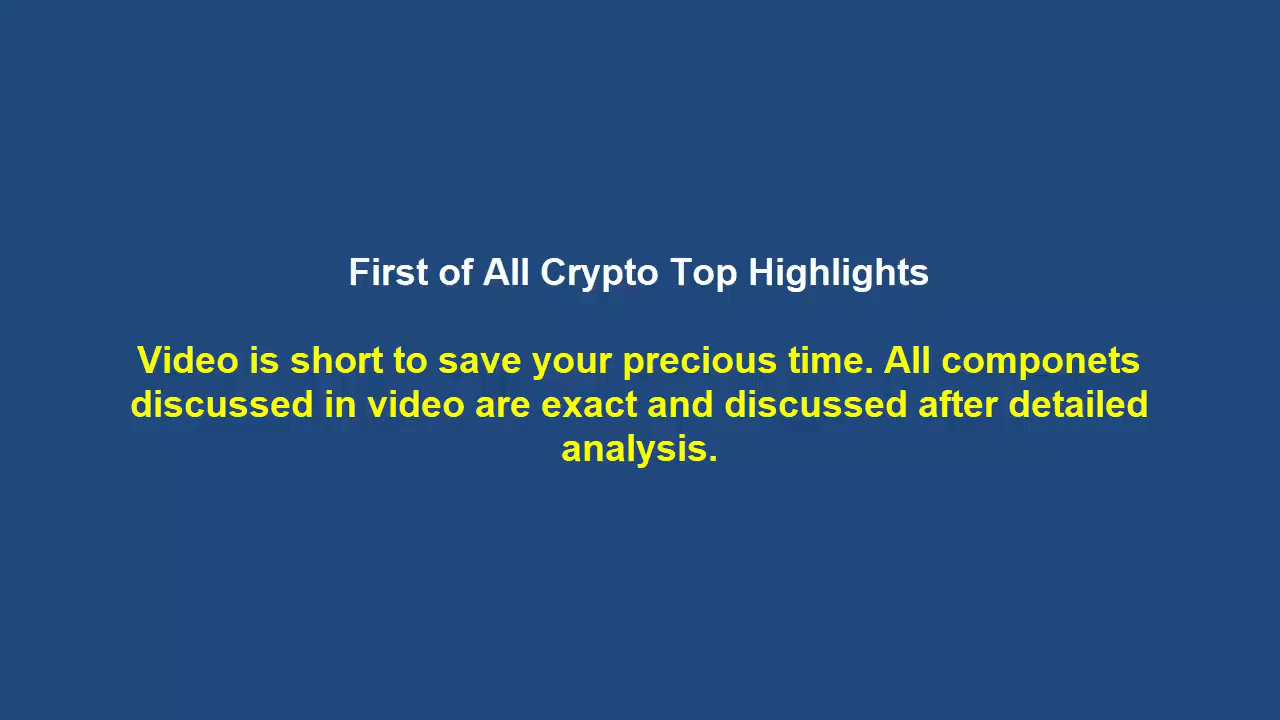 First of All Crypto Top Highlights
Video is short to save your precious time. All componets
discussed in video are exact and discussed after detailed
analysis.